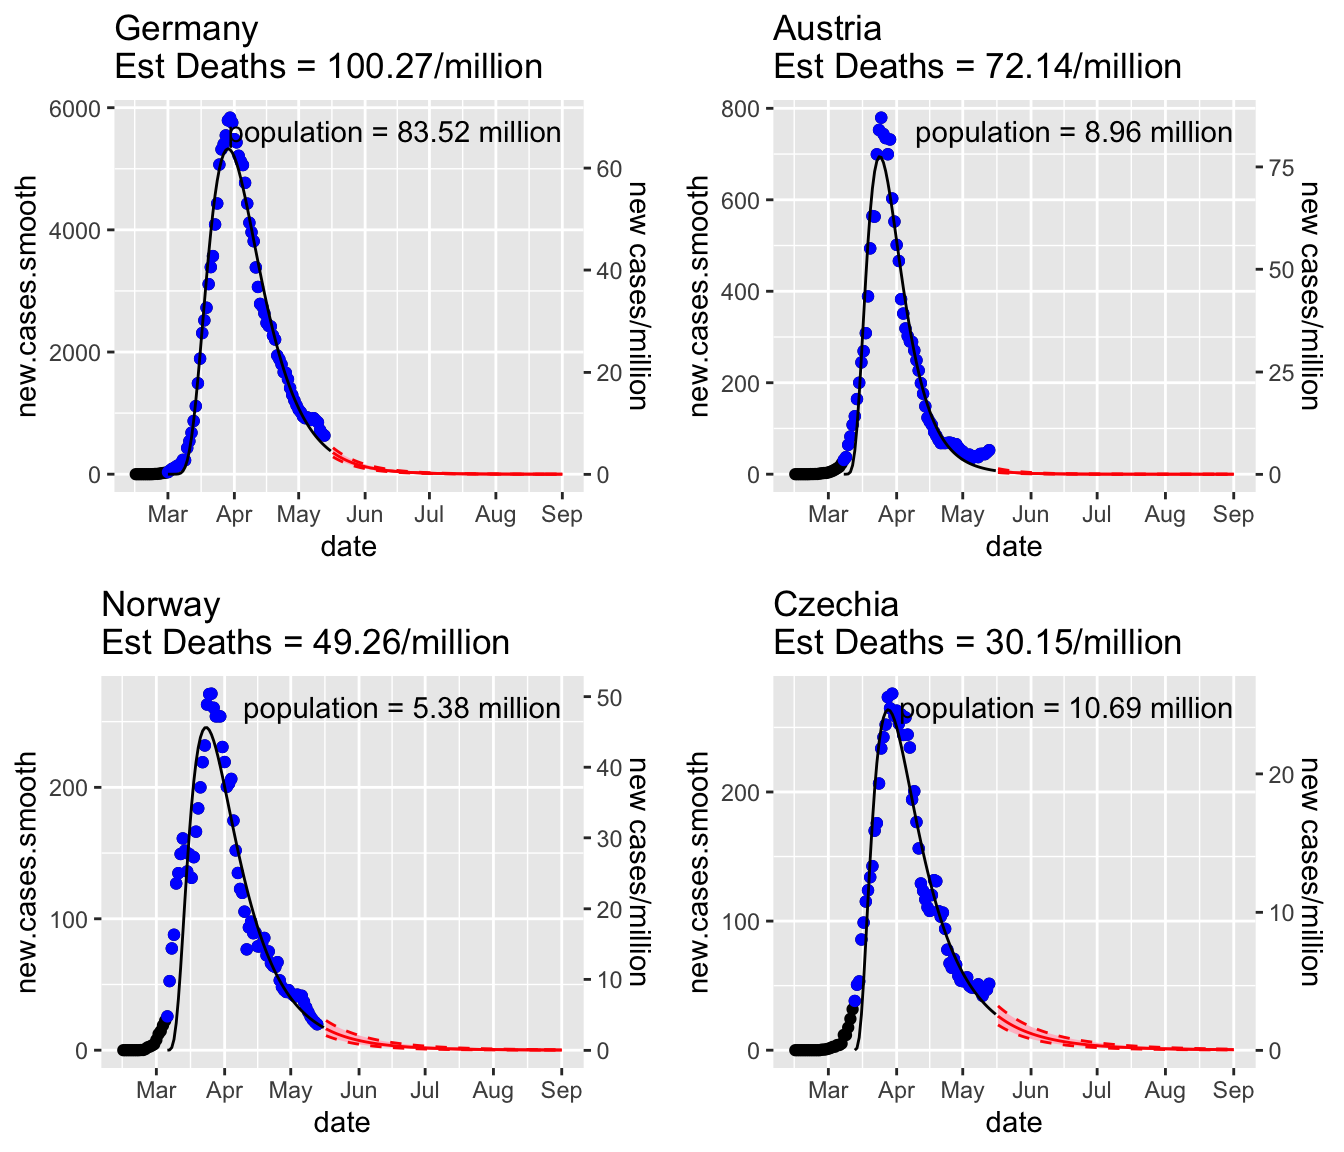 Germany
Est Deaths = 100.27/million
population = 83.52 million
6000
4000
2000
0
new.cases.smooth
60
40
20
0
new cases/million
Mar Apr May Jun Jul Aug Sep
date
Austria
Est Deaths = 72.14/million
population = 8.96 million
800
600
400
200
0
new.cases.smooth
75
50
25
0
new cases/million
Mar Apr May Jun Jul Aug Sep
date
Norway
Est Deaths = 49.26/million
population = 5.38 million
200
100
0
new.cases.smooth
50
40
30
20
10
0
new cases/million
Mar Apr May Jun Jul Aug Sep
date
Czechia
Est Deaths = 30.15/million
population = 10.69 million
200
100
0
new.cases.smooth
20
10
0
new cases/million
Mar Apr May Jun Jul Aug Sep
date